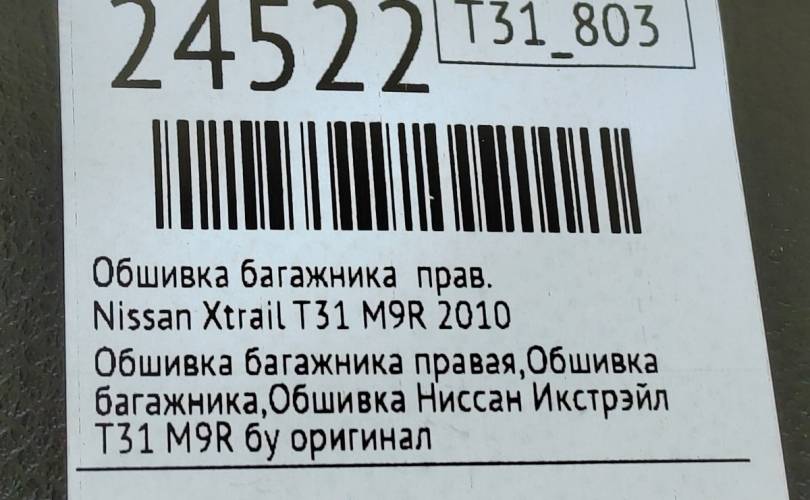 24522
T31_803
Обшивка багажника прав.
Nissan Xtrail T31 M9R 2010
Обшивка багажника правая,Обшивка
багажника,Обшивка Ниссан Икстрэйл
Т31 M9R бу оригинал